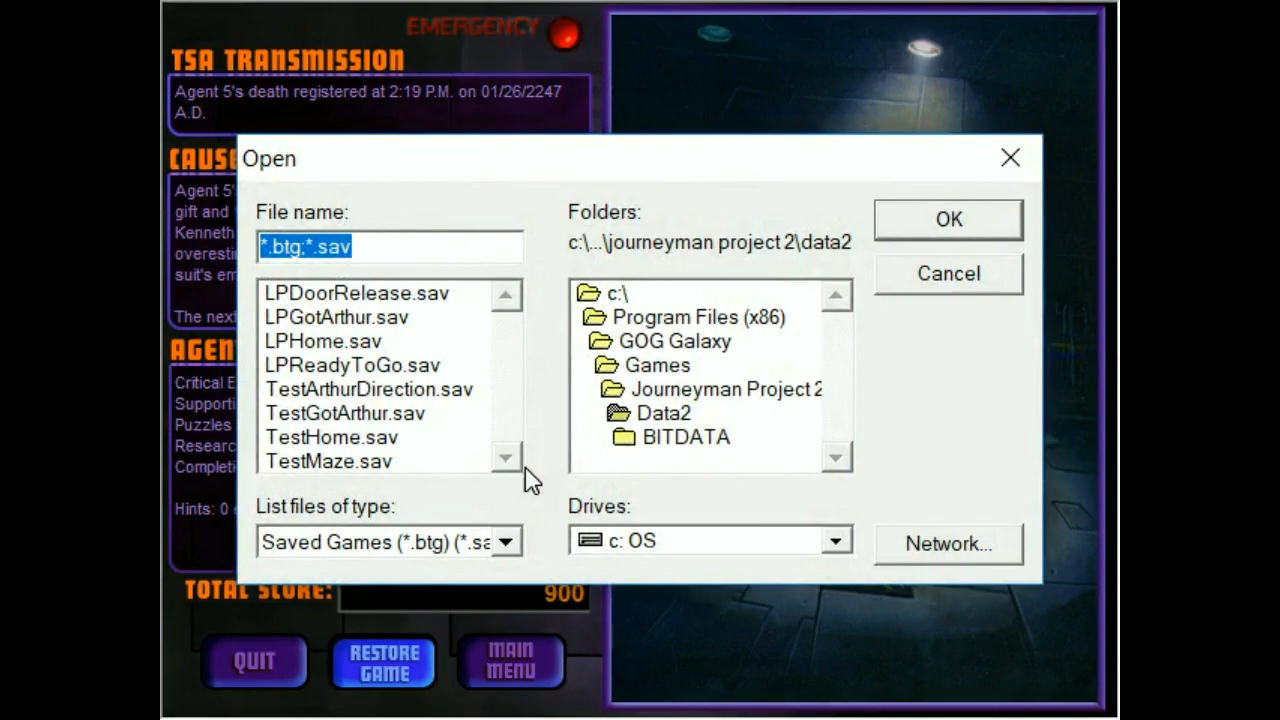 EMERGENCY
TSA TRANSMISSION
Agent 5's death registered at 2:19 P.M. on 01/26/2247
A.D.
CAUS
Agent 5'
gift and
Kenneth
overesti
suit's em
The nex
AGEN
Critical E
Supporti
Puzzles
Researc
Completi
Hints: 0
TOTAL SCORE:
900
QUIT
RESTORE
GAME
MAIN
MENU
Open
File name:
*.btg;*.sav
LPDoorRelease.sav
LPGotArthur.sav
LPHome.sav
LPReadyToGo.sav
TestArthurDirection.sav
TestGotArthur.sav
TestHome.sav
TestMaze.sav
List files of type:
Saved Games (*.btg) (*.sa
Folders:
c:\...\journeyman project 2\data2
c:\
Program Files (x86)
GOG Galaxy
Games
Journeyman Project 2
Data2
BITDATA
Drives:
c: OS
OK
Cancel
Network...